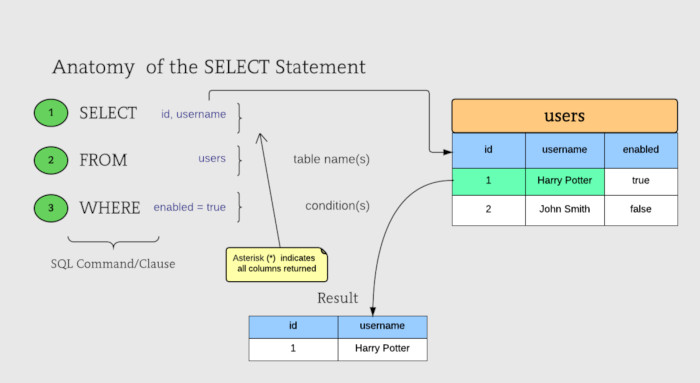 Anatomy of the SELECT Statement
1 SELECT id, username
2 FROM users table name(s)
3 WHERE enabled = true condition(s)
SQL Command/Clause
Asterisk (*) indicates
all columns returned
users
id username enabled
1 Harry Potter true
2 John Smith false
Result
id username
1 Harry Potter